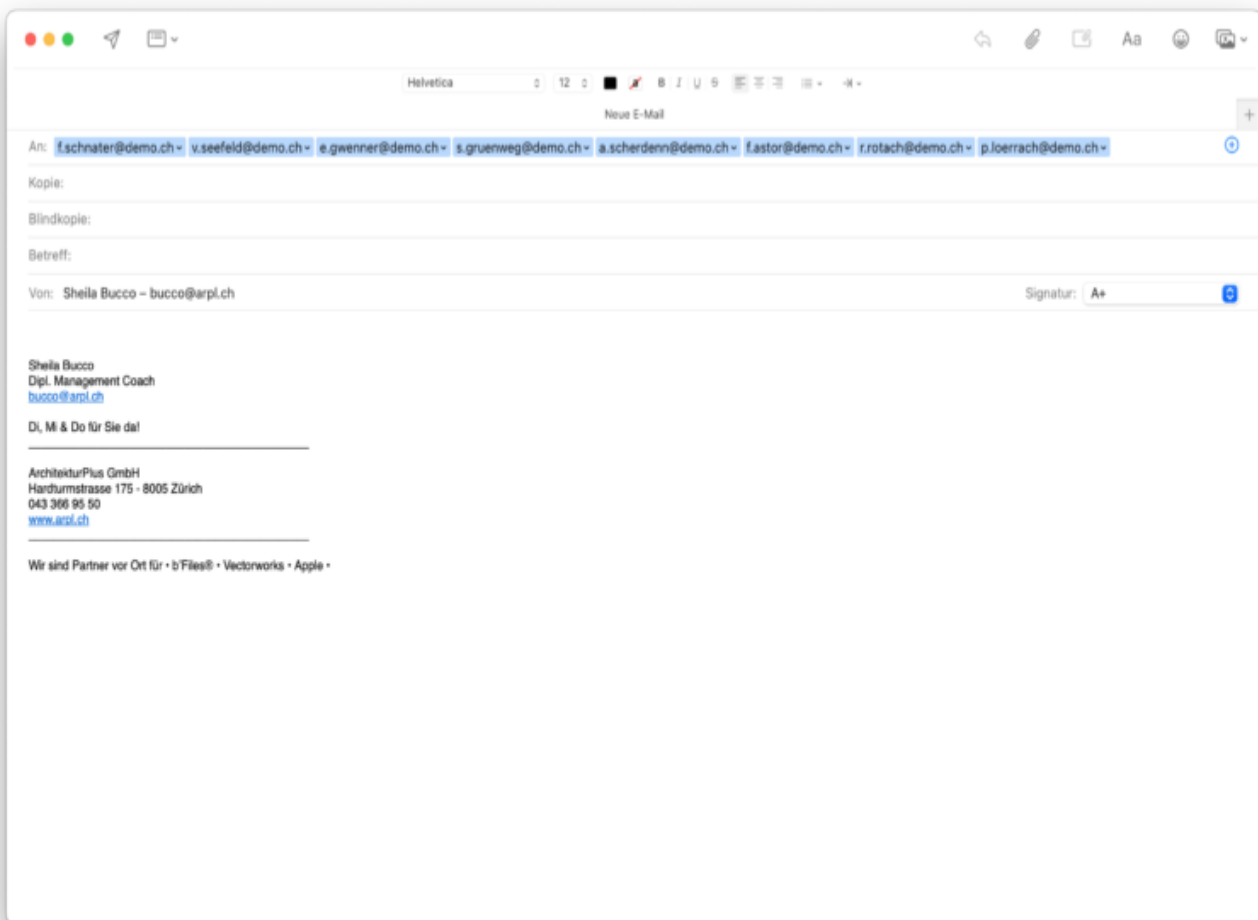 Aa
Helvetica 12 B I U S
Neue E-Mail
+
An: f.schnater@demo.ch v.seefeld@demo.ch e.gwenner@demo.ch s.gruenweg@demo.ch a.scherdenn@demo.ch f.astor@demo.ch r.rotach@demo.ch p.loerrach@demo.ch
Kopie:
Blindkopie:
Betreff:
Von: Sheila Bucco – bucco@arpl.ch Signatur: A+
Sheila Bucco
Dipl. Management Coach
bucco@arpl.ch
Di, Mi & Do für Sie da!
ArchitekturPlus GmbH
Hardturmstrasse 175 - 8005 Zürich
043 366 95 50
www.arpl.ch
Wir sind Partner vor Ort für • b'Files® • Vectorworks • Apple •